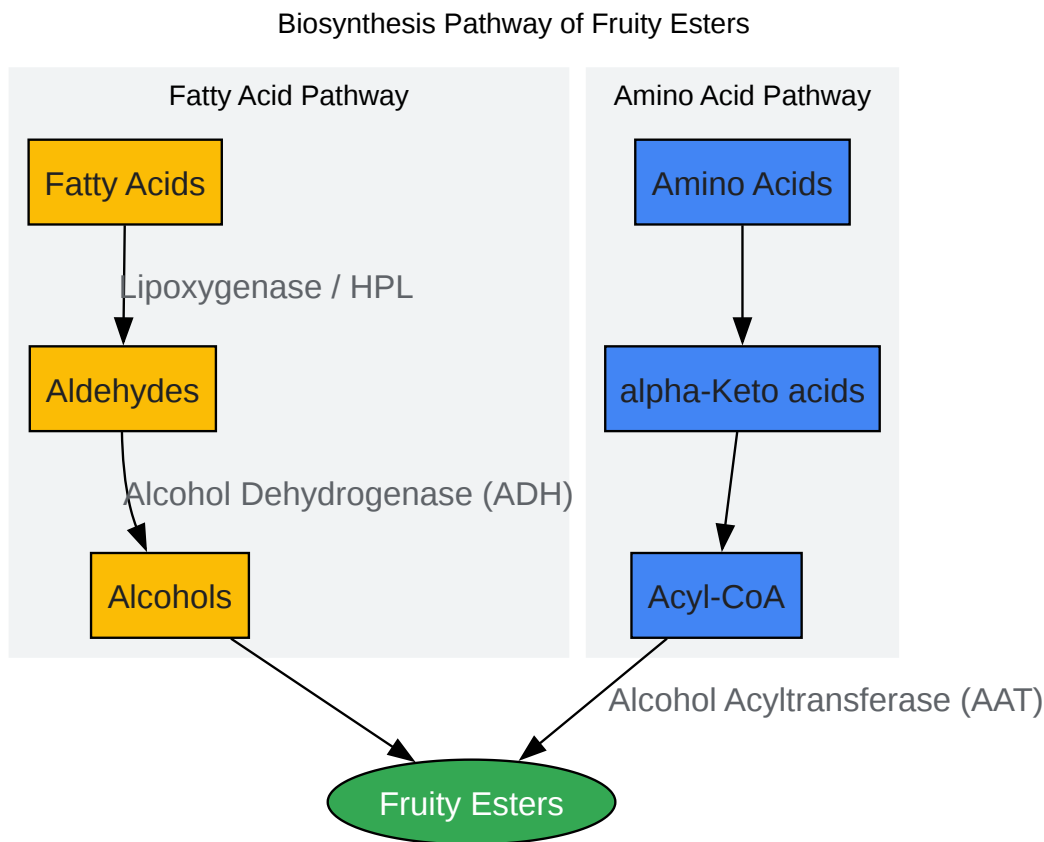 Biosynthesis Pathway of Fruity Esters
Fatty Acid Pathway
Fatty Acids
Lipoxygenase / HPL
Aldehydes
Alcohol Dehydrogenase (ADH)
Alcohols
Amino Acid Pathway
Amino Acids
alpha-Keto acids
Acyl-CoA
Alcohol Acyltransferase (AAT)
Fruity Esters